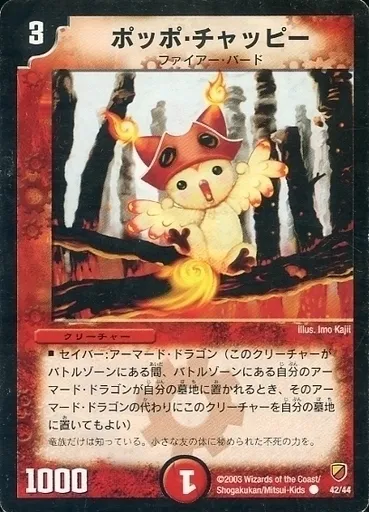 3
ポッポ・チャッピー
ファイアー・バード
Illus. Imo Kajii
クリーチャー
■ セイバー:アーマード・ドラゴン（このクリーチャーが
バトルゾーンにある間、バトルゾーンにある自分のアー
マード・ドラゴンが自分の墓地に置かれるとき、そのアー
マード・ドラゴンの代わりにこのクリーチャーを自分の墓地
に置いてもよい）
竜族だけは知っている。小さな友の体に秘められた不死の力を。
1000
1
©2003 Wizards of the Coast/
Shogakukan/Mitsui-Kids
42/44